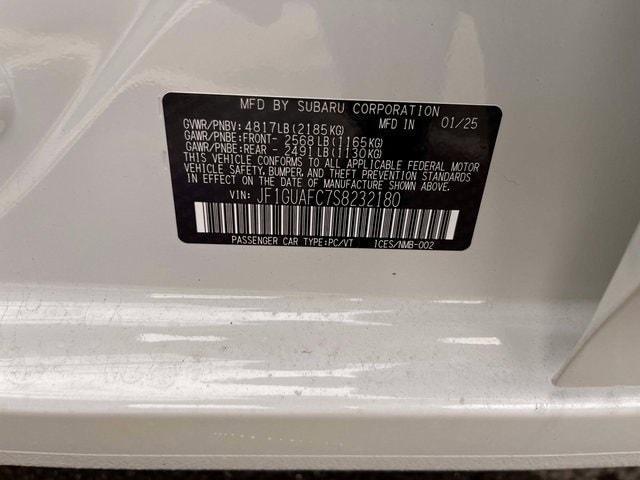 MFD BY SUBARU CORPORATION
GVWR/PNBV: 4817LB(2185KG) MFD IN 01/25
GAWR/PNBE:FRONT- 2568LB(1165KG)
GAWR/PNBE:REAR - 2491LB(1130KG)
THIS VEHICLE CONFORMS TO ALL APPLICABLE FEDERAL MOTOR
VEHICLE SAFETY, BUMPER, AND THEFT PREVENTION STANDARDS
IN EFFECT ON THE DATE OF MANUFACTURE SHOWN ABOVE.
VIN: JF1GUAFC7S8232180
PASSENGER CAR TYPE:PC/VT 1CES/NMB-002